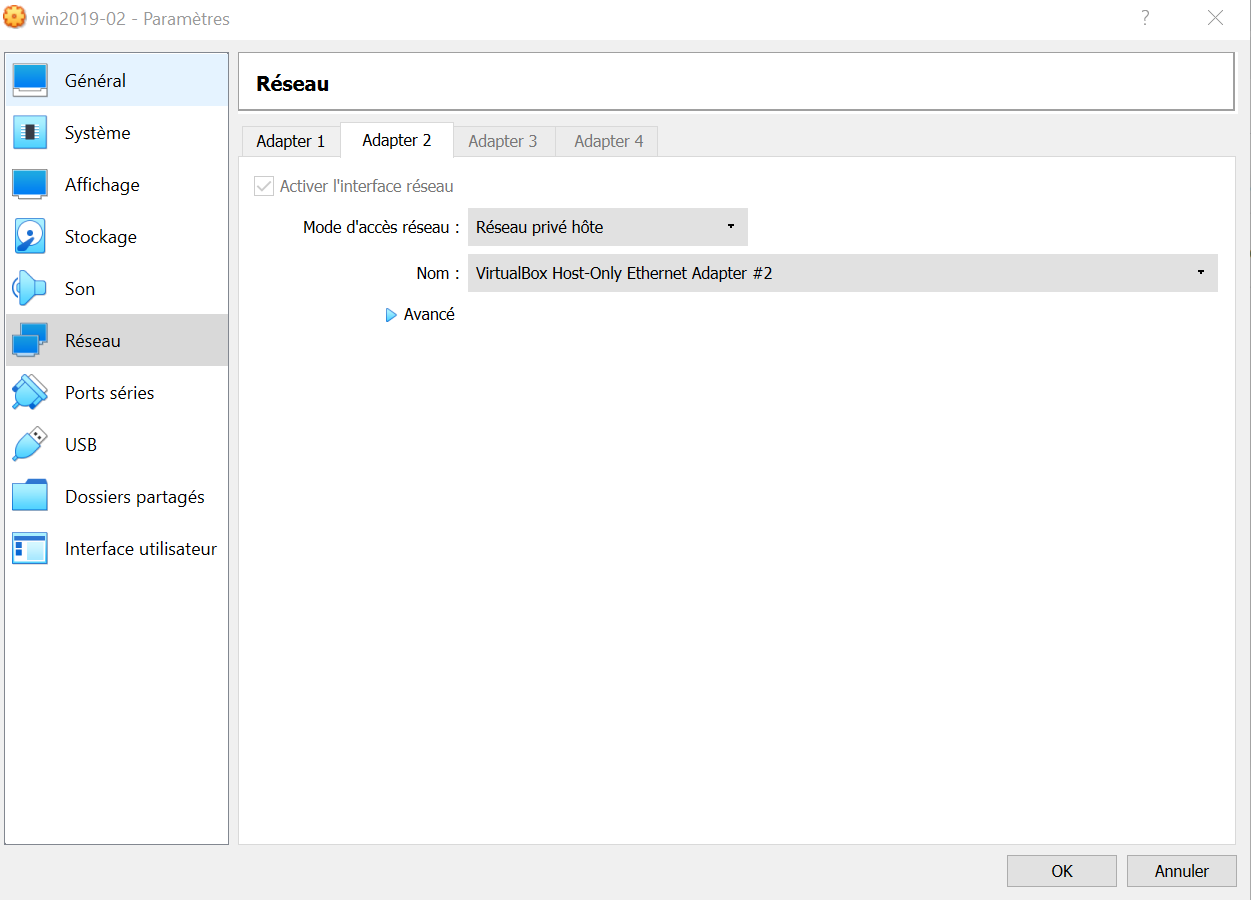 win2019-02 - Paramètres
?
Général
Système
Affichage
Stockage
Son
Réseau
Ports séries
USB
Dossiers partagés
Interface utilisateur
Réseau
Adapter 1 Adapter 2 Adapter 3 Adapter 4
Activer l'interface réseau
Mode d'accès réseau : Réseau privé hôte
Nom : VirtualBox Host-Only Ethernet Adapter #2
Avancé
OK Annuler